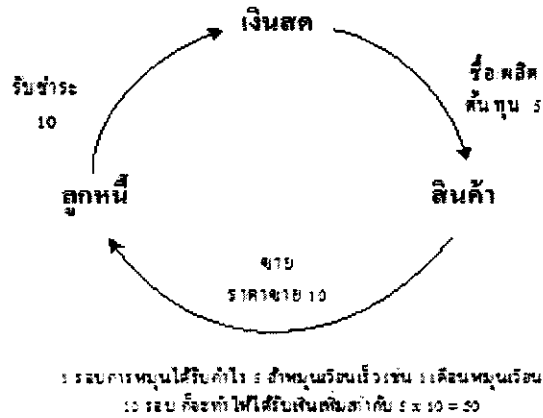 เงินสด
ซื้อ ผลิต
ต้นทุน 5
สินค้า
ขาย
ราคาขาย 10
ลูกหนี้
รับชำระ
10
1 รอบการหมุนได้รับกำไร 5 ถ้าหมุนเวียนเร็วเช่น 1 เดือนหมุนเวียน
10 รอบ ก็จะทำให้ได้รับเงินเพิ่มเท่ากับ 5 x 10 = 50